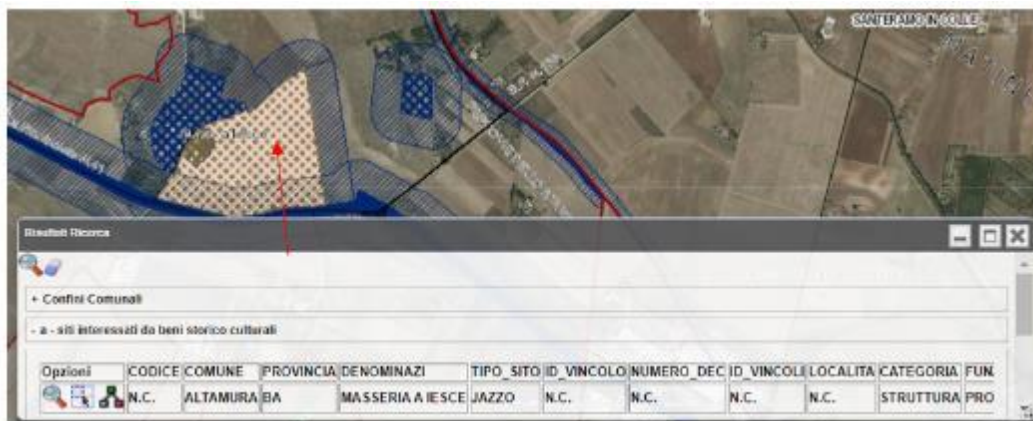 SANTERAMO IN COLLE
Risultati Ricerca
+ Confini Comunali
- a - siti interessati da beni storico culturali
Opzioni CODICE COMUNE PROVINCIA DENOMINAZI TIPO_SITO ID_VINCOLO NUMERO_DEC ID_VINCOLI LOCALITA CATEGORIA FUN
N.C. ALTAMURA BA MASSERIA A IESCE JAZZO N.C. N.C. N.C. N.C. STRUTTURA PRO